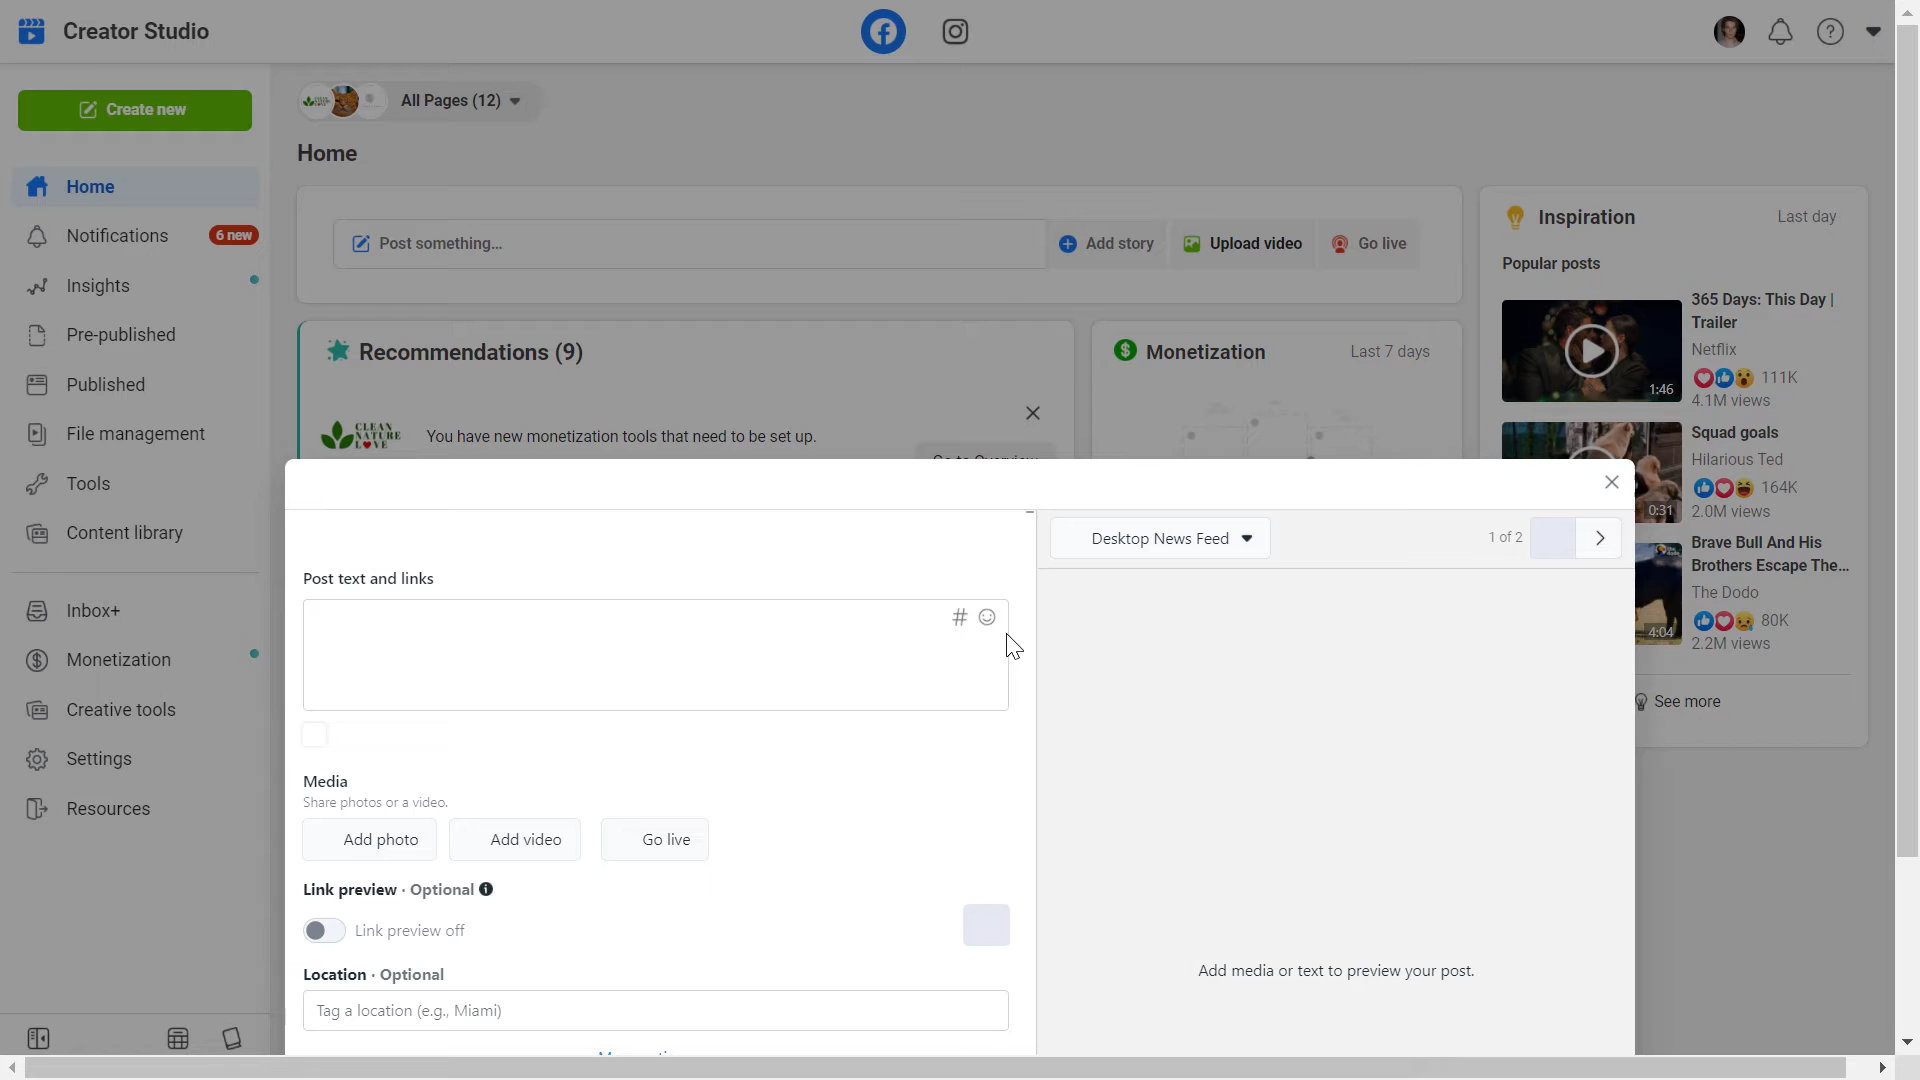 Creator Studio
Create new
All Pages (12)
Home
Home
Notifications
6 new
Insights
Pre-published
Published
File management
Tools
Content library
Inbox+
Monetization
Creative tools
Settings
Resources
Post something...
Add story
Upload video
Go live
Recommendations (9)
CLEAN
NATURE
LOVE
You have new monetization tools that need to be set up.
Go to Overview
Monetization
Last 7 days
Inspiration
Last day
Popular posts
1:46
365 Days: This Day |
Trailer
Netflix
111K
4.1M views
0:31
Squad goals
Hilarious Ted
164K
2.0M views
4:04
Brave Bull And His
Brothers Escape The...
The Dodo
80K
2.2M views
See more
Desktop News Feed
1 of 2
Post text and links
#
Media
Share photos or a video.
Add photo
Add video
Go live
Link preview · Optional
Link preview off
Location · Optional
Tag a location (e.g., Miami)
Add media or text to preview your post.